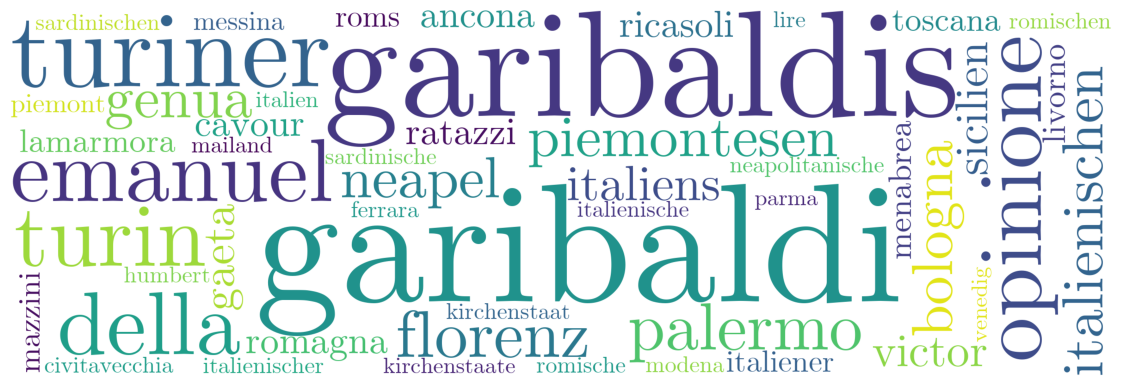 sardinischen
messina
roms
ancona
ricasoli
lire
toscana
romischen
turiner
garibaldis
piemont
genua
italien
cavour
ratazzi
piemontesen
lamarmora
mailand
sardinische
neapolitanische
menabrea
sicilien
opinione
livorno
italienischen
emanuel
neapel
italiens
parma
bologna
ferrara
italienische
turin
gaeta
garibaldi
humbert
venedig
mazzini
della
kirchenstaat
romagna
florenz
palermo
victor
civitavecchia
italienischer
kirchenstaate
romische
modena
italiener